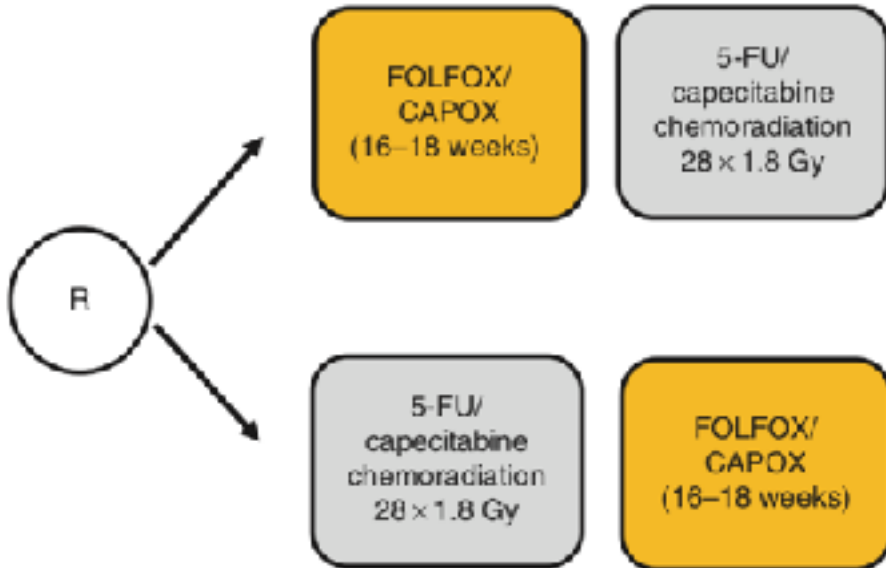 FOLFOX/
CAPOX
(16–18 weeks)
5-FU/
capecitabine
chemoradiation
28 × 1.8 Gy
R
5-FU/
capecitabine
chemoradiation
28 × 1.8 Gy
FOLFOX/
CAPOX
(16–18 weeks)